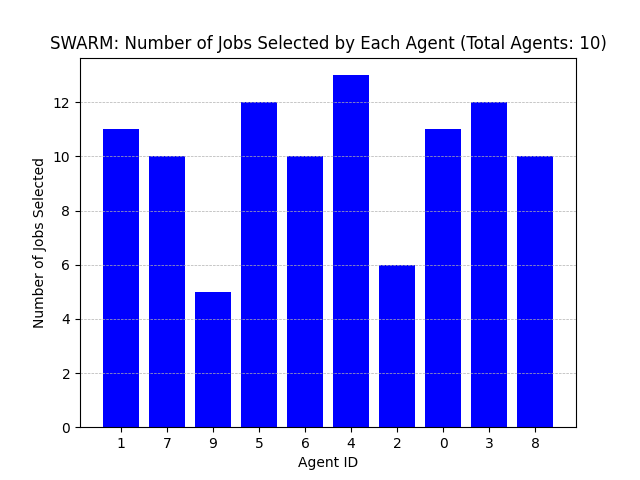 SWARM: Number of Jobs Selected by Each Agent (Total Agents: 10)
Number of Jobs Selected
12
10
8
6
4
2
0
1 7 9 5 6 4 2 0 3 8
Agent ID